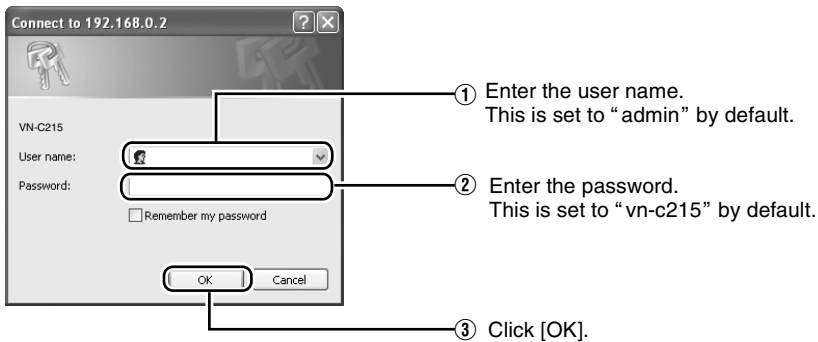 Connect to 192.168.0.2
VN-C215
User name:
Password:
Remember my password
OK
Cancel
① Enter the user name.
This is set to “admin” by default.
② Enter the password.
This is set to “vn-c215” by default.
③ Click [OK].